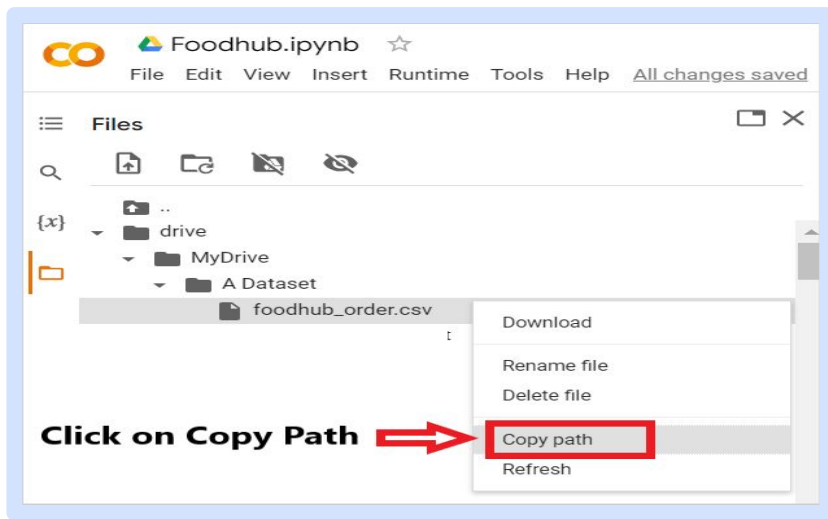 Foodhub.ipynb
File Edit View Insert Runtime Tools Help All changes saved
Files
{x}
..
drive
MyDrive
A Dataset
foodhub_order.csv
Download
Rename file
Delete file
Click on Copy Path
Copy path
Refresh